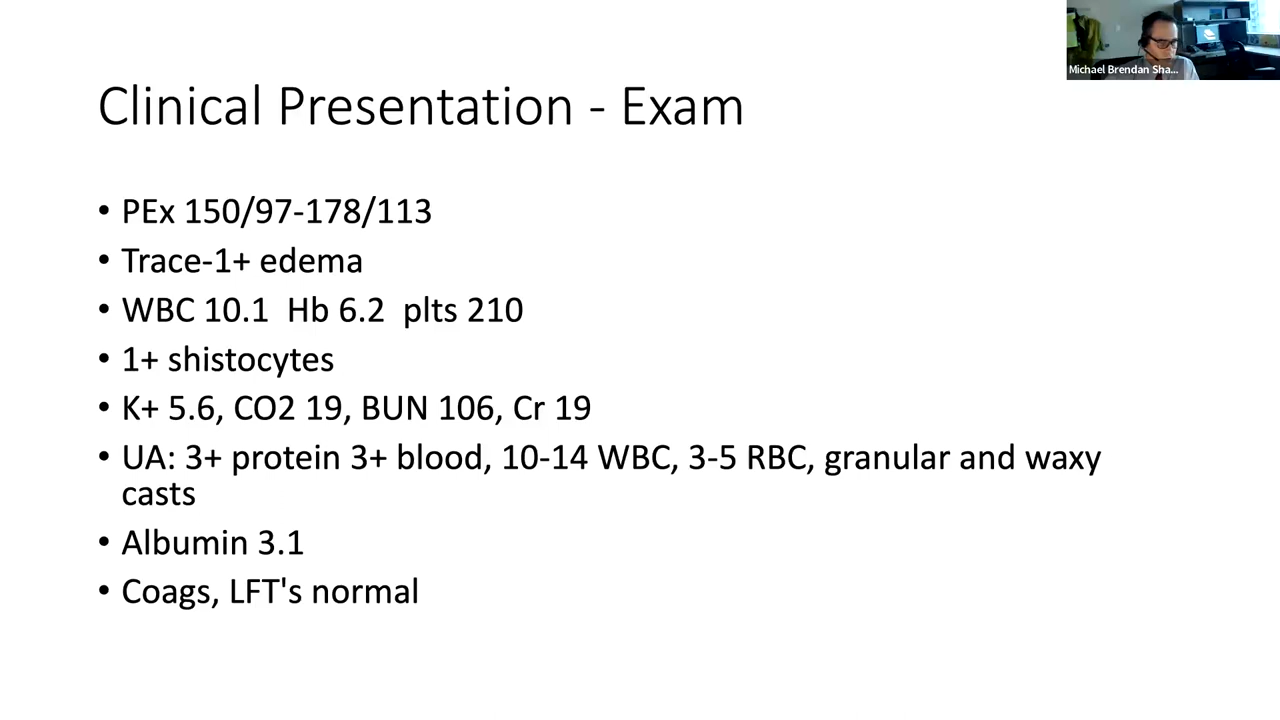 Michael Brendan Sha...
Clinical Presentation - Exam
• PEx 150/97-178/113
• Trace-1+ edema
• WBC 10.1  Hb 6.2  plts 210
• 1+ shistocytes
• K+ 5.6, CO2 19, BUN 106, Cr 19
• UA: 3+ protein 3+ blood, 10-14 WBC, 3-5 RBC, granular and waxy
casts
• Albumin 3.1
• Coags, LFT's normal